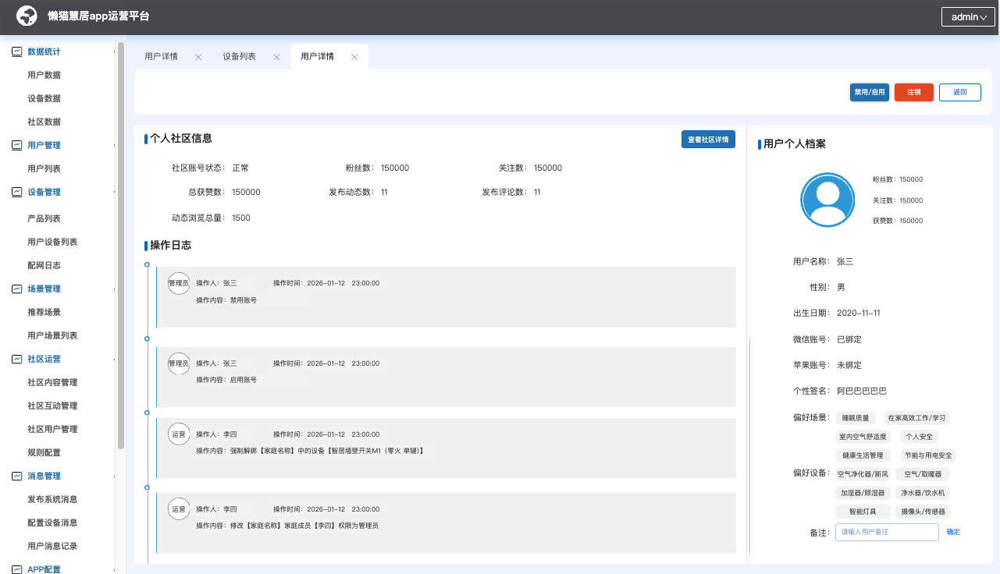 懒猫慧居app运营平台
admin
数据统计
用户数据
设备数据
社区数据
用户管理
用户列表
设备管理
产品列表
用户设备列表
配网日志
场景管理
推荐场景
用户场景列表
社区运营
社区内容管理
社区互动管理
社区用户管理
规则配置
消息管理
发布系统消息
配置设备消息
用户消息记录
APP配置
用户详情 设备列表 用户详情
禁用/启用 注销 返回
个人社区信息
查看社区详情
社区账号状态： 正常 粉丝数： 150000 关注数： 150000
总获赞数： 150000 发布动态数： 11 发布评论数： 11
动态浏览总量： 1500
操作日志
管理员 操作人：张三 操作时间：2026-01-12 23:00:00
操作内容：禁用账号
管理员 操作人：张三 操作时间：2026-01-12 23:00:00
操作内容：启用账号
运营 操作人：李四 操作时间：2026-01-12 23:00:00
操作内容：强制解绑【家庭名称】中的设备【智居墙壁开关M1（零火 单键）】
运营 操作人：李四 操作时间：2026-01-12 23:00:00
操作内容：修改【家庭名称】家庭成员【李四】权限为管理员
用户个人档案
粉丝数：150000
关注数：150000
获赞数：150000
用户名称： 张三
性别： 男
出生日期： 2020-11-11
微信账号： 已绑定
苹果账号： 未绑定
个性签名： 阿巴巴巴巴巴
偏好场景： 睡眠质量 在家高效工作/学习
室内空气舒适度 个人安全
健康生活管理 节能与用电安全
偏好设备： 空气净化器/新风 空气/取暖器
加湿器/除湿器 净水器/饮水机
智能灯具 摄像头/传感器
备注： 请输入用户备注 确定